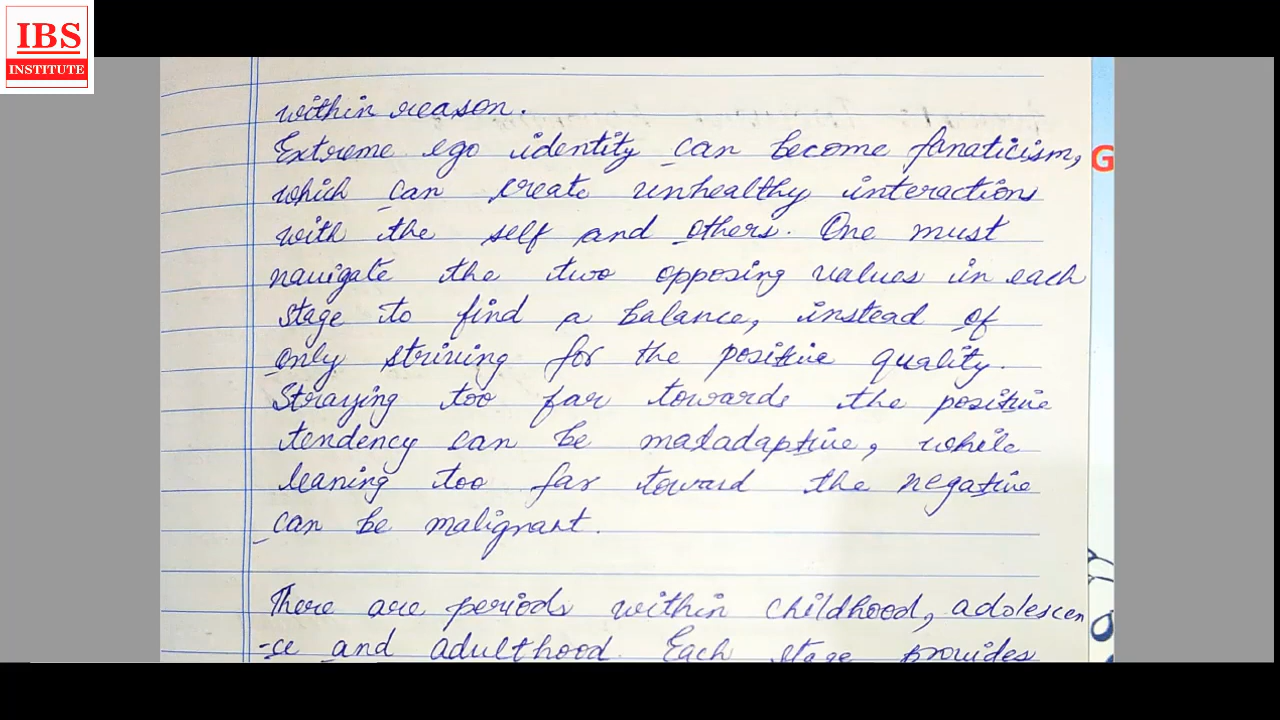 IBS
INSTITUTE
within reason.
Extreme ego identity can become fanaticism,
G
which can create unhealthy interactions
with the self and others. One must
navigate the two opposing values in each
stage to find a balance, instead of
only striving for the positive quality.
Straying too far towards the positive
tendency can be maladaptive, while
leaning too far toward the negative
can be malignant.
There are periods within childhood, adolescen
-ce and adulthood. Each stage provides